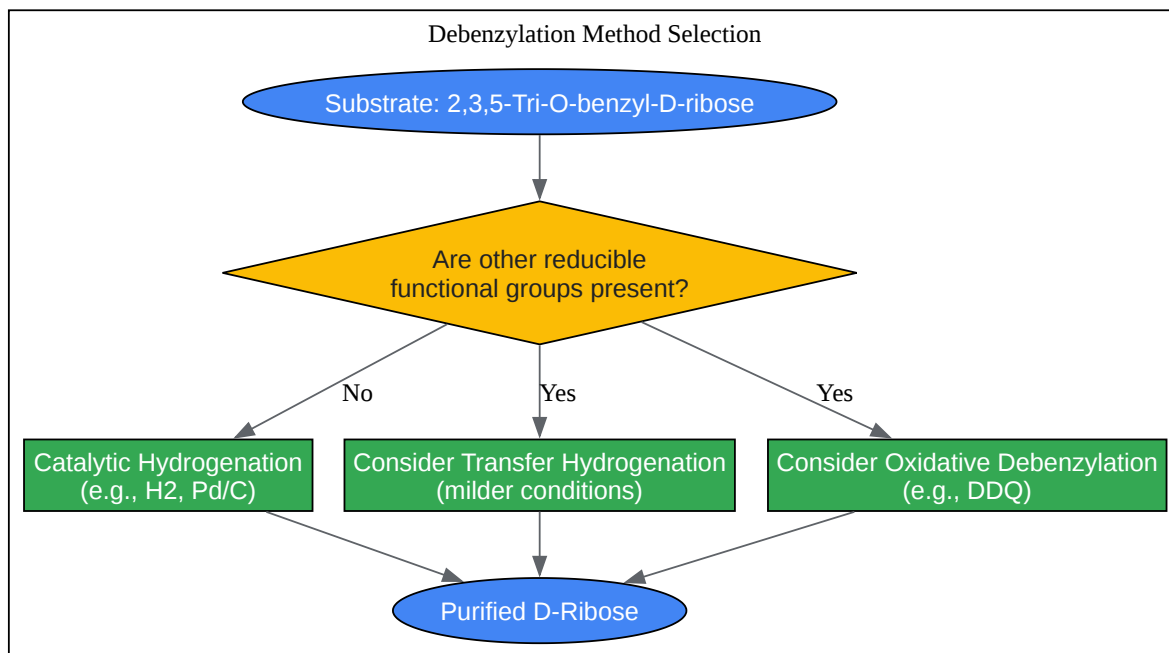 Debenzylation Method Selection
Substrate: 2,3,5-Tri-O-benzyl-D-ribose
Are other reducible
functional groups present?
No
Yes
Yes
Catalytic Hydrogenation
(e.g., H2, Pd/C)
Consider Transfer Hydrogenation
(milder conditions)
Consider Oxidative Debenzylation
(e.g., DDQ)
Purified D-Ribose